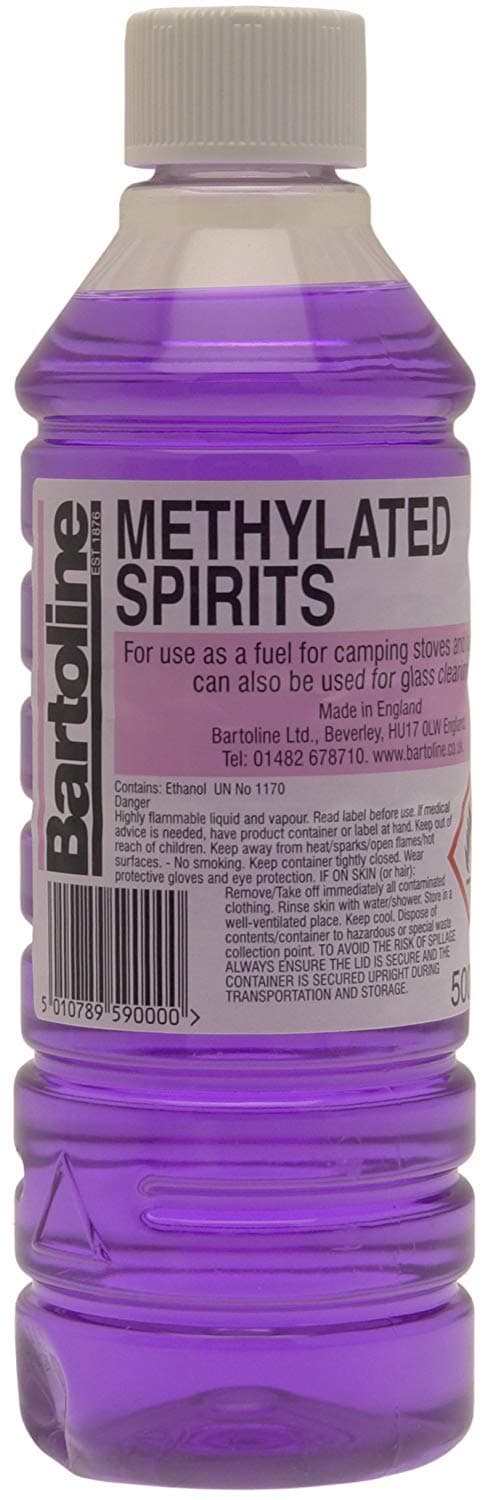 Bartoline
EST 1876
METHYLATED
SPIRITS
For use as a fuel for camping stoves and
can also be used for glass cleaning
Made in England
Bartoline Ltd., Beverley, HU17 0LW England
Tel: 01482 678710. www.bartoline.co.uk
Contains: Ethanol UN No 1170
Danger
Highly flammable liquid and vapour. Read label before use. If medical
advice is needed, have product container or label at hand. Keep out of
reach of children. Keep away from heat/sparks/open flames/hot
surfaces. - No smoking. Keep container tightly closed. Wear
protective gloves and eye protection. IF ON SKIN (or hair):
Remove/Take off immediately all contaminated
clothing. Rinse skin with water/shower. Store in a
well-ventilated place. Keep cool. Dispose of
contents/container to hazardous or special waste
collection point. TO AVOID THE RISK OF SPILLAGE
ALWAYS ENSURE THE LID IS SECURE AND THE
CONTAINER IS SECURED UPRIGHT DURING
TRANSPORTATION AND STORAGE.
5 010789 590000 >